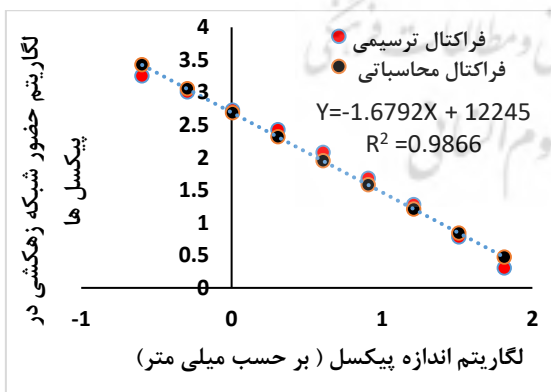 لگاریتم حضور شبکه زهکشی در
پیکسل ها
4
3.5
3
2.5
2
1.5
1
0.5
0
-1
0
1
2
فراکتال ترسیمی
فراکتال محاسباتی
Y=-1.6792X + 12245
R² =0.9866
لگاریتم اندازه پیکسل ( بر حسب میلی متر)